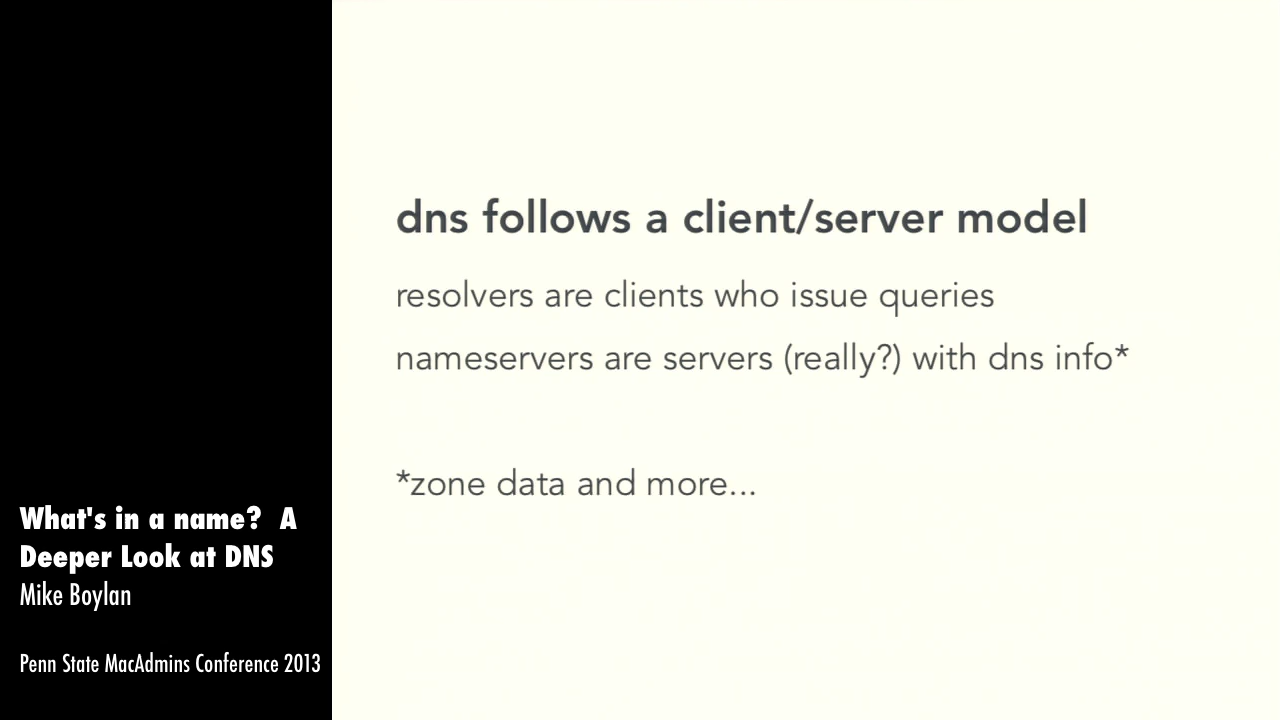 dns follows a client/server model
resolvers are clients who issue queries
nameservers are servers (really?) with dns info*
*zone data and more...
What's in a name?  A
Deeper Look at DNS
Mike Boylan
Penn State MacAdmins Conference 2013